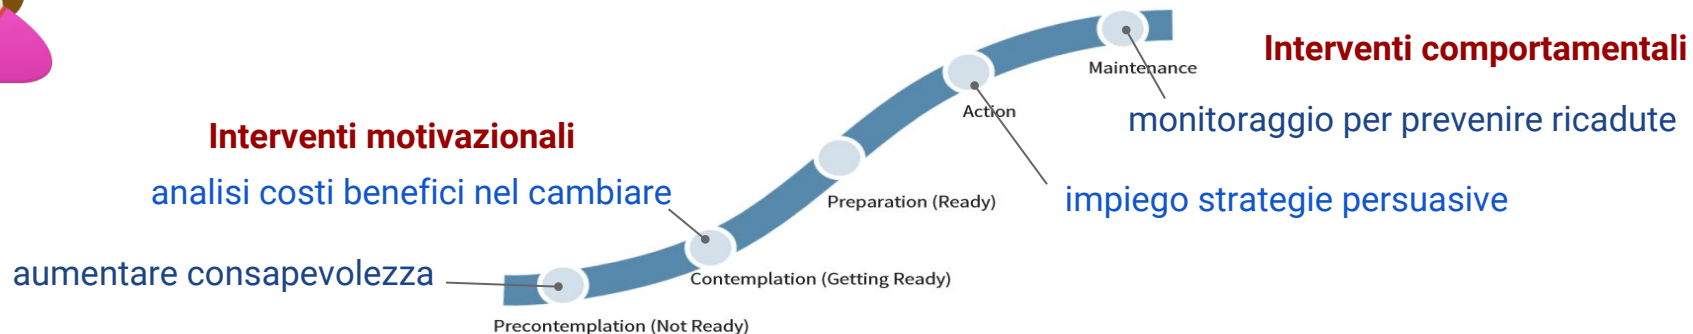 Interventi comportamentali
Maintenance
Action
monitoraggio per prevenire ricadute
Interventi motivazionali
analisi costi benefici nel cambiare
Preparation (Ready)
impiego strategie persuasive
aumentare consapevolezza
Contemplation (Getting Ready)
Precontemplation (Not Ready)